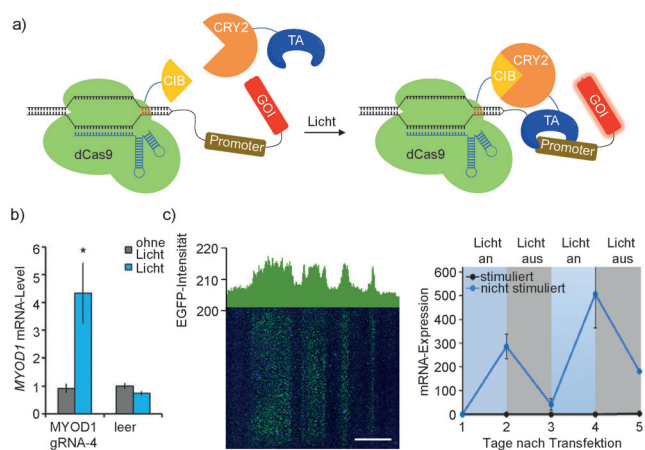 a)
CRY2
TA
CIB
GOI
Licht
dCas9
Promoter
CRY2
CIB
GOI
TA
dCas9
Promoter
b)
MYOD1 mRNA-Level
6
5
4
3
2
1
0
*
ohne
Licht
Licht
MYOD1
gRNA-4
leer
c)
EGFP-Intensität
220
210
200
Licht
an
Licht
aus
Licht
an
Licht
aus
stimuliert
nicht stimuliert
mRNA-Expression
600
500
400
300
200
100
0
1 2 3 4 5
Tage nach Transfektion